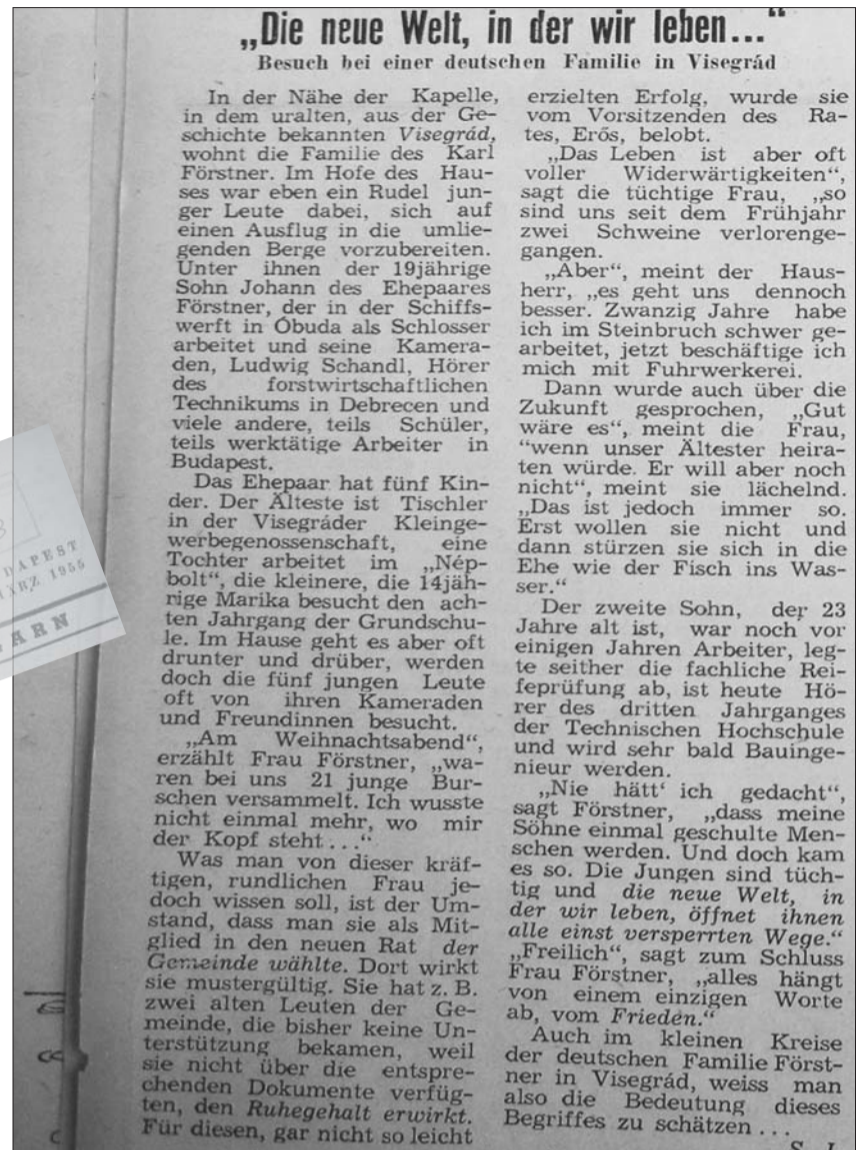 „Die neue Welt, in der wir leben...“
Besuch bei einer deutschen Familie in Visegrád
In der Nähe der Kapelle,
in dem uralten, aus der Ge-
schichte bekannten Visegrád,
wohnt die Familie des Karl
Förstner. Im Hofe des Hau-
ses war eben ein Rudel jun-
ger Leute dabei, sich auf
einen Ausflug in die umlie-
genden Berge vorzubereiten.
Unter ihnen der 19jährige
Sohn Johann des Ehepaares
Förstner, der in der Schiffs-
werft in Óbuda als Schlosser
arbeitet und seine Kamera-
den, Ludwig Schandl, Hörer
des forstwirtschaftlichen
Technikums in Debrecen und
viele andere, teils Schüler,
teils werktätige Arbeiter in
Budapest.
Das Ehepaar hat fünf Kin-
der. Der Älteste ist Tischler
in der Visegráder Kleinge-
werbegenossenschaft, eine
Tochter arbeitet im „Nép-
bolt“, die kleinere, die 14jäh-
rige Marika besucht den ach-
ten Jahrgang der Grundschu-
le. Im Hause geht es aber oft
drunter und drüber, werden
doch die fünf jungen Leute
oft von ihren Kameraden
und Freundinnen besucht.
„Am Weihnachtsabend“,
erzählt Frau Förstner, „wa-
ren bei uns 21 junge Bur-
schen versammelt. Ich wusste
nicht einmal mehr, wo mir
der Kopf steht...“
Was man von dieser kräf-
tigen, rundlichen Frau je-
doch wissen soll, ist der Um-
stand, dass man sie als Mit-
glied in den neuen Rat der
Gemeinde wählte. Dort wirkt
sie mustergültig. Sie hat z. B.
zwei alten Leuten der Ge-
meinde, die bisher keine Un-
terstützung bekamen, weil
sie nicht über die entspre-
chenden Dokumente verfüg-
ten, den Ruhegehalt erwirkt.
Für diesen, gar nicht so leicht
erzielten Erfolg, wurde sie
vom Vorsitzenden des Ra-
tes, Erős, belobt.
„Das Leben ist aber oft
voller Widerwärtigkeiten“,
sagt die tüchtige Frau, „so
sind uns seit dem Frühjahr
zwei Schweine verlorenge-
gangen.
„Aber“, meint der Haus-
herr, „es geht uns dennoch
besser. Zwanzig Jahre habe
ich im Steinbruch schwer ge-
arbeitet, jetzt beschäftige ich
mich mit Fuhrwerkerei.
Dann wurde auch über die
Zukunft gesprochen, „Gut
wäre es“, meint die Frau,
“wenn unser Ältester heira-
ten würde. Er will aber noch
nicht“, meint sie lächelnd.
„Das ist jedoch immer so.
Erst wollen sie nicht und
dann stürzen sie sich in die
Ehe wie der Fisch ins Was-
ser.“
Der zweite Sohn, der 23
Jahre alt ist, war noch vor
einigen Jahren Arbeiter, leg-
te seither die fachliche Rei-
feprüfung ab, ist heute Hö-
rer des dritten Jahrganges
der Technischen Hochschule
und wird sehr bald Bauinge-
nieur werden.
„Nie hätt‘ ich gedacht“,
sagt Förstner, „dass meine
Söhne einmal geschulte Men-
schen werden. Und doch kam
es so. Die Jungen sind tüch-
tig und die neue Welt, in
der wir leben, öffnet ihnen
alle einst versperrten Wege.“
„Freilich“, sagt zum Schluss
Frau Förstner, „alles hängt
von einem einzigen Worte
ab, vom Frieden.“
Auch im kleinen Kreise
der deutschen Familie Först-
ner in Visegrád, weiss man
also die Bedeutung dieses
Begriffes zu schätzen...
S. J.